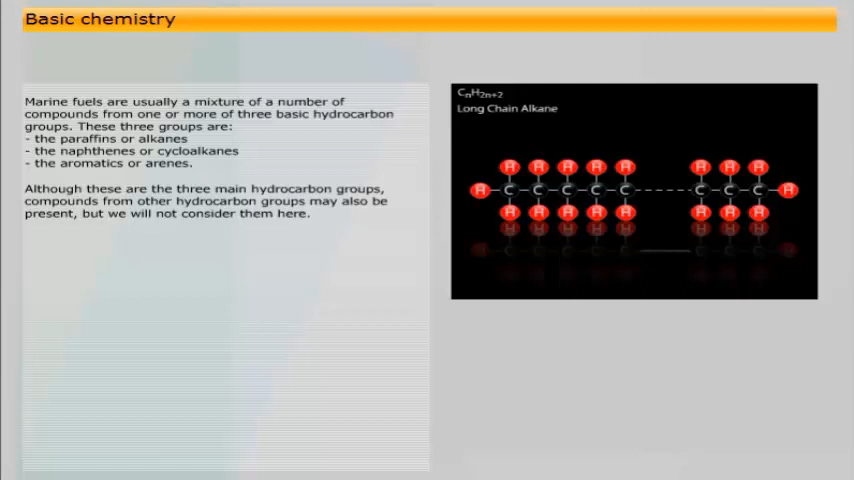 Basic chemistry
Marine fuels are usually a mixture of a number of
compounds from one or more of three basic hydrocarbon
groups. These three groups are:
- the paraffins or alkanes
- the naphthenes or cycloalkanes
- the aromatics or arenes.
Although these are the three main hydrocarbon groups,
compounds from other hydrocarbon groups may also be
present, but we will not consider them here.
CnH2n+2
Long Chain Alkane
H H H H H H H H
H C C C C C C C C H
H H H H H H H H